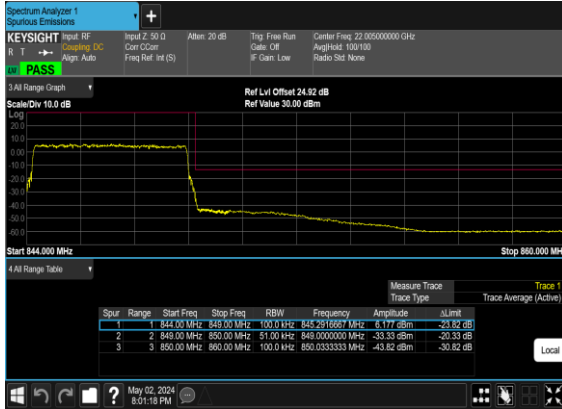 Spectrum Analyzer 1
Spurious Emissions
KEYSIGHT Input: RF Input Z: 50 Ω Atten: 20 dB Trig: Free Run Center Freq: 22.005000000 GHz
R T Coupling: DC Corr CCorr Gate: Off Avg|Hold: 100/100
Align: Auto Freq Ref: Int (S) IF Gain: Low Radio Std: None
PASS
3 All Range Graph
Ref Lvl Offset 24.92 dB
Scale/Div 10.0 dB Ref Value 30.00 dBm
Log
20.0
10.0
0.00
-10.0
-20.0
-30.0
-40.0
-50.0
-60.0
Start 844.000 MHz Stop 860.000 MH
4 All Range Table
Measure Trace Trace 1
Trace Type Trace Average (Active)
Spur Range Start Freq Stop Freq RBW Frequency Amplitude ΔLimit
1 1 844.00 MHz 849.00 MHz 100.0 kHz 845.2916667 MHz 6.177 dBm -23.82 dB
2 2 849.00 MHz 850.00 MHz 51.00 kHz 849.0000000 MHz -33.33 dBm -20.33 dB
3 3 850.00 MHz 860.00 MHz 100.0 kHz 850.0333333 MHz -43.82 dBm -30.82 dB
Local
May 02, 2024
8:01:18 PM